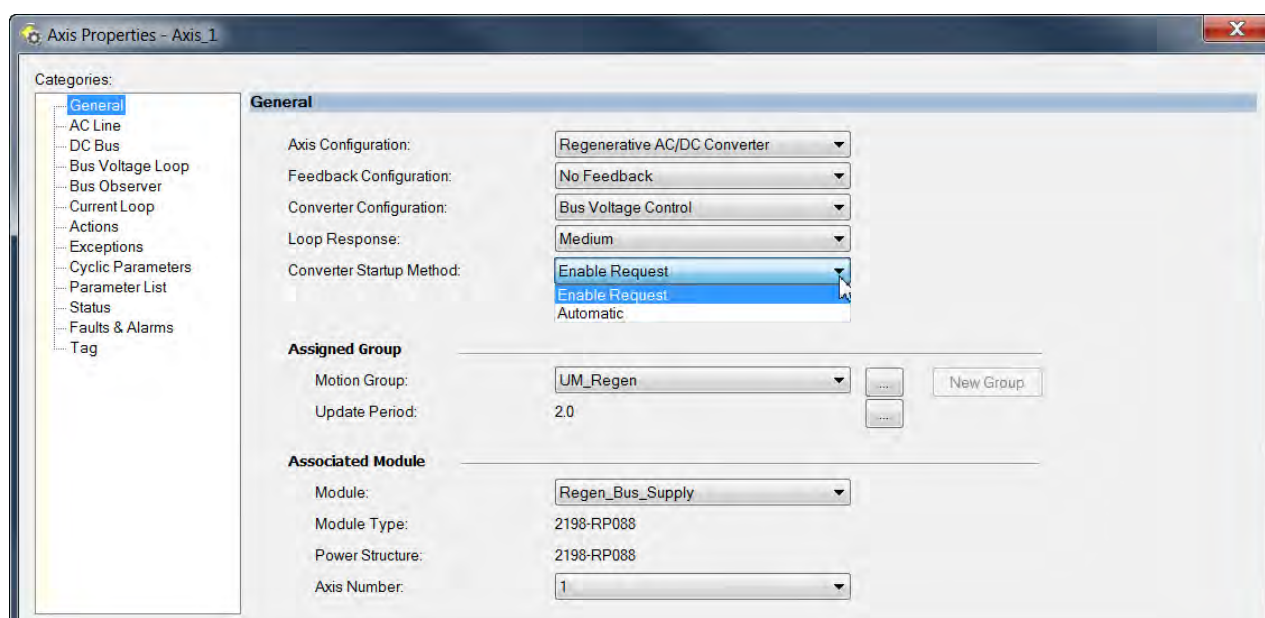 Axis Properties - Axis_1
X
Categories:
General
AC Line
DC Bus
Bus Voltage Loop
Bus Observer
Current Loop
Actions
Exceptions
Cyclic Parameters
Parameter List
Status
Faults & Alarms
Tag
General
Axis Configuration: Regenerative AC/DC Converter
Feedback Configuration: No Feedback
Converter Configuration: Bus Voltage Control
Loop Response: Medium
Converter Startup Method: Enable Request
Enable Request
Automatic
Assigned Group
Motion Group: UM_Regen ... New Group
Update Period: 2.0 ...
Associated Module
Module: Regen_Bus_Supply
Module Type: 2198-RP088
Power Structure: 2198-RP088
Axis Number: 1